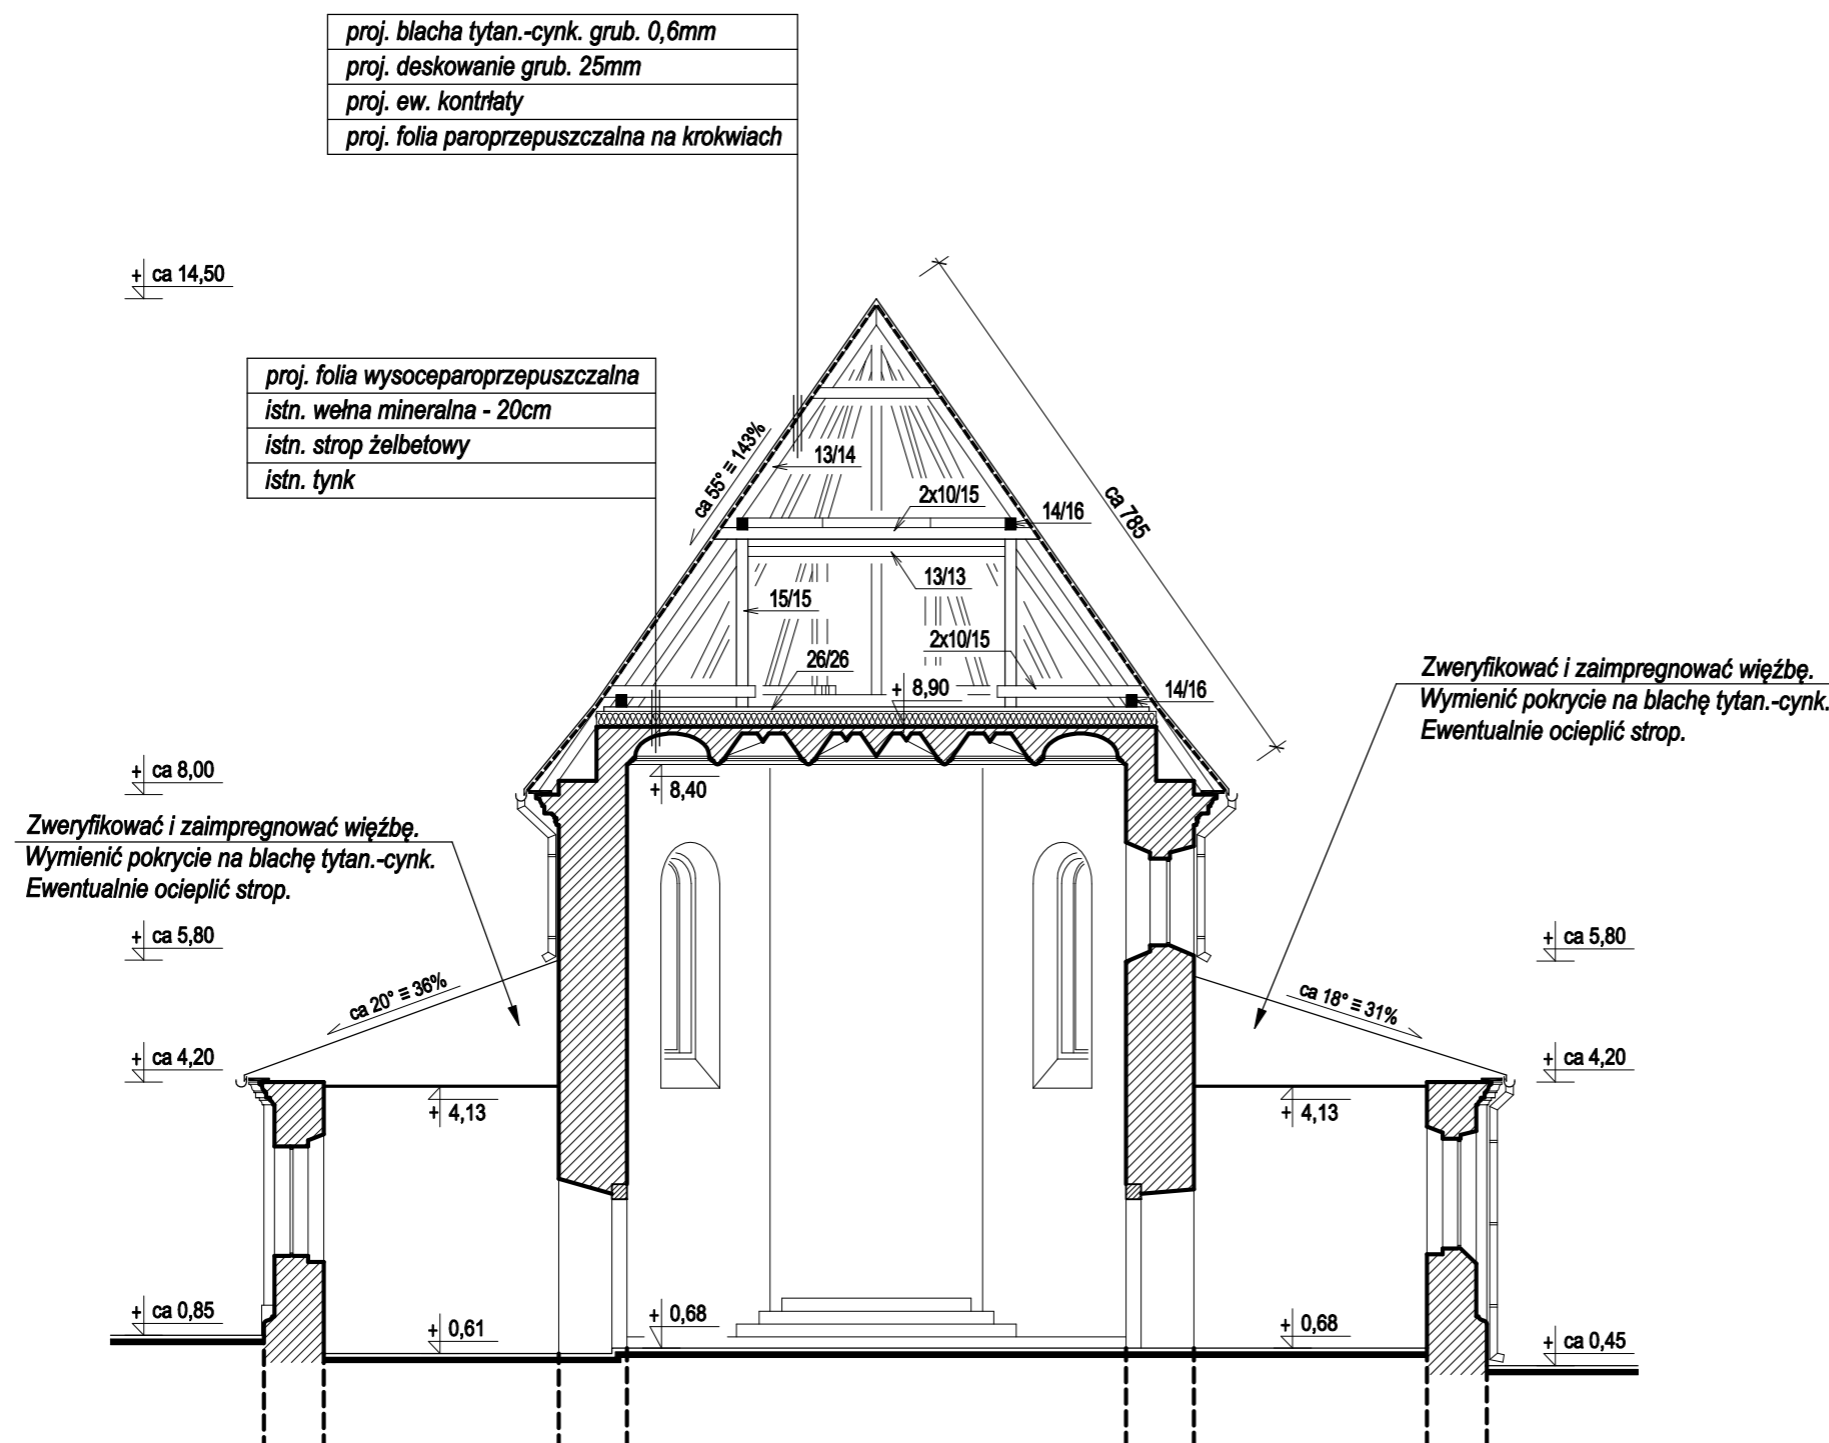 proj. blacha tytan.-cynk. grub. 0,6mm
proj. deskowanie grub. 25mm
proj. ew. kontrłaty
proj. folia paroprzepuszczalna na krokwiach
+ ca 14,50
proj. folia wysoceparoprzepuszczalna
istn. wełna mineralna - 20cm
istn. strop żelbetowy
istn. tynk
ca 55° ≡ 143%
13/14
2x10/15
14/16
ca 785
13/13
15/15
2x10/15
26/26
+ 8,90
14/16
Zweryfikować i zaimpregnować więźbę.
Wymienić pokrycie na blachę tytan.-cynk.
Ewentualnie ocieplić strop.
+ ca 8,00
+ 8,40
Zweryfikować i zaimpregnować więźbę.
Wymienić pokrycie na blachę tytan.-cynk.
Ewentualnie ocieplić strop.
+ ca 5,80
+ ca 5,80
ca 20° ≡ 36%
ca 18° ≡ 31%
+ ca 4,20
+ ca 4,20
+ 4,13
+ 4,13
+ ca 0,85
+ 0,61
+ 0,68
+ 0,68
+ ca 0,45